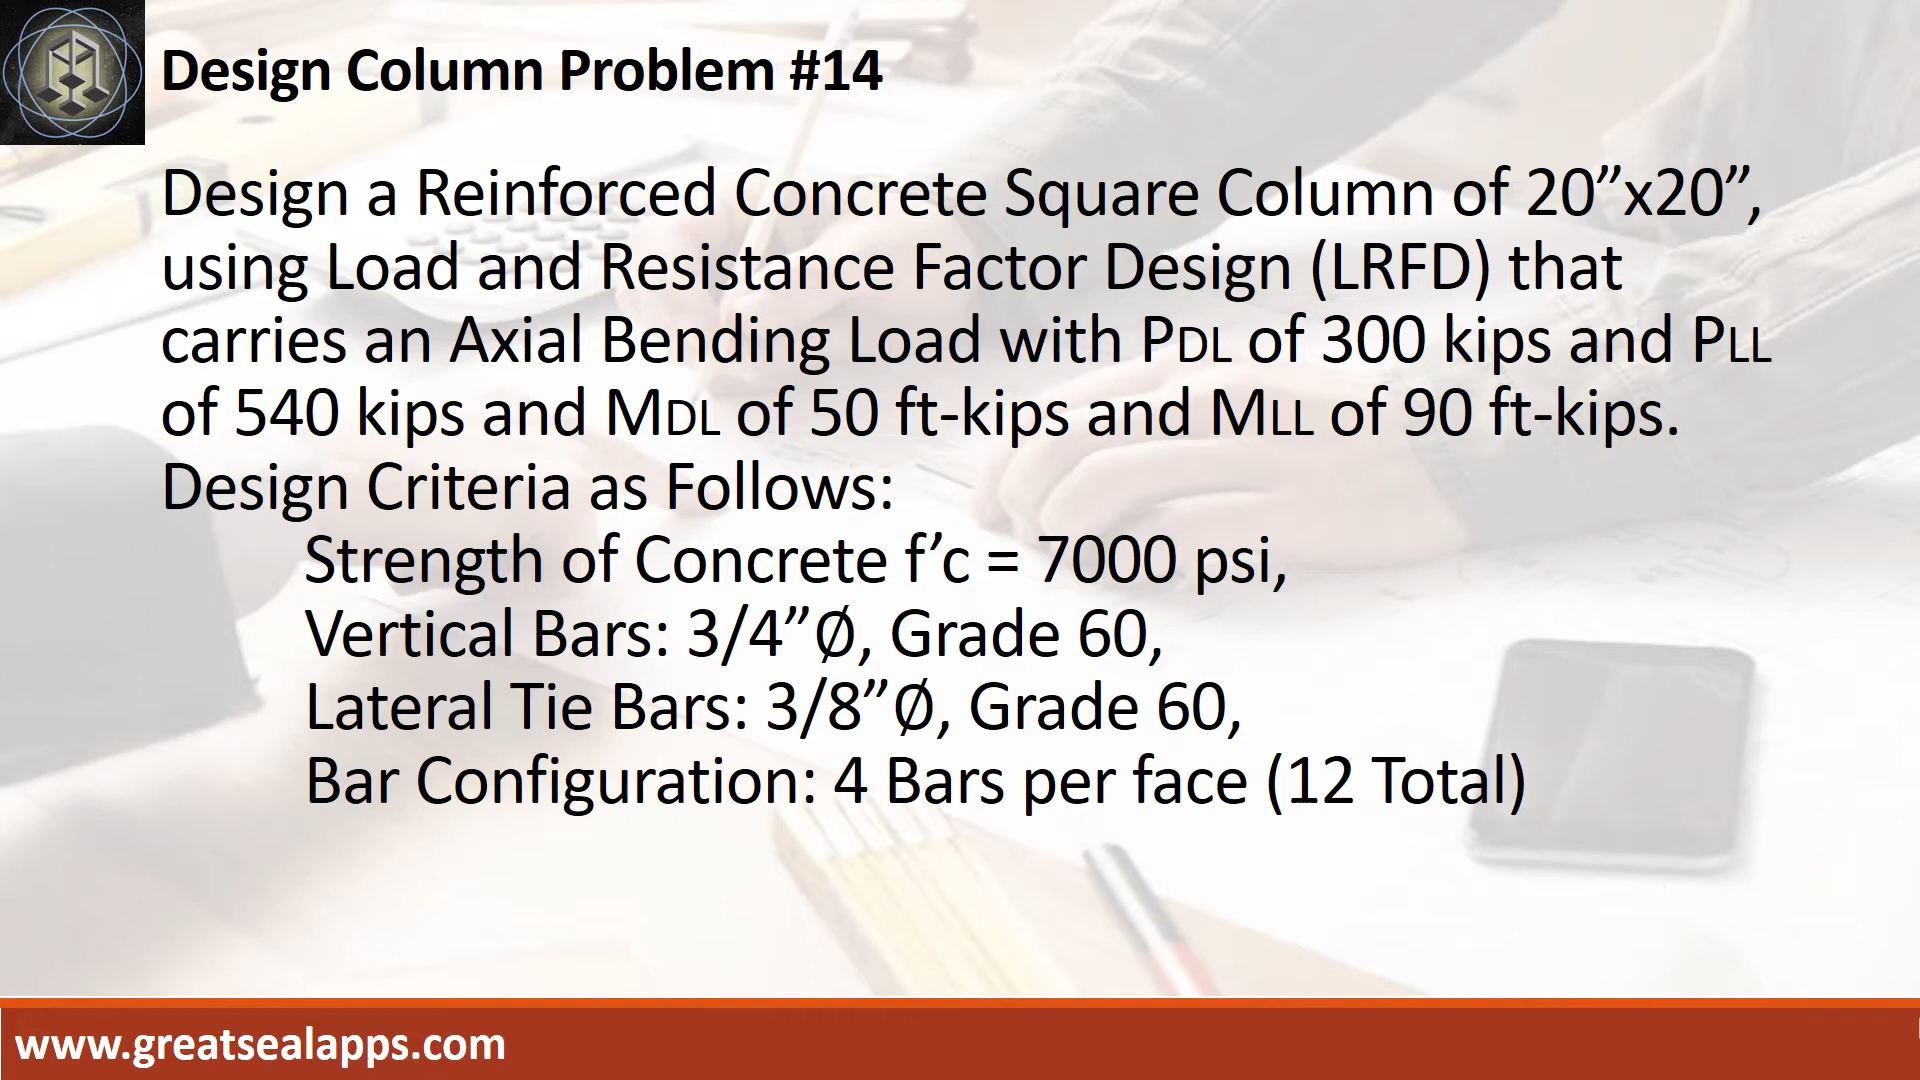 Design Column Problem #14
Design a Reinforced Concrete Square Column of 20”x20”,
using Load and Resistance Factor Design (LRFD) that
carries an Axial Bending Load with PDL of 300 kips and PLL
of 540 kips and MDL of 50 ft-kips and MLL of 90 ft-kips.
Design Criteria as Follows:
Strength of Concrete f’c = 7000 psi,
Vertical Bars: 3/4”Ø, Grade 60,
Lateral Tie Bars: 3/8”Ø, Grade 60,
Bar Configuration: 4 Bars per face (12 Total)
www.greatsealapps.com